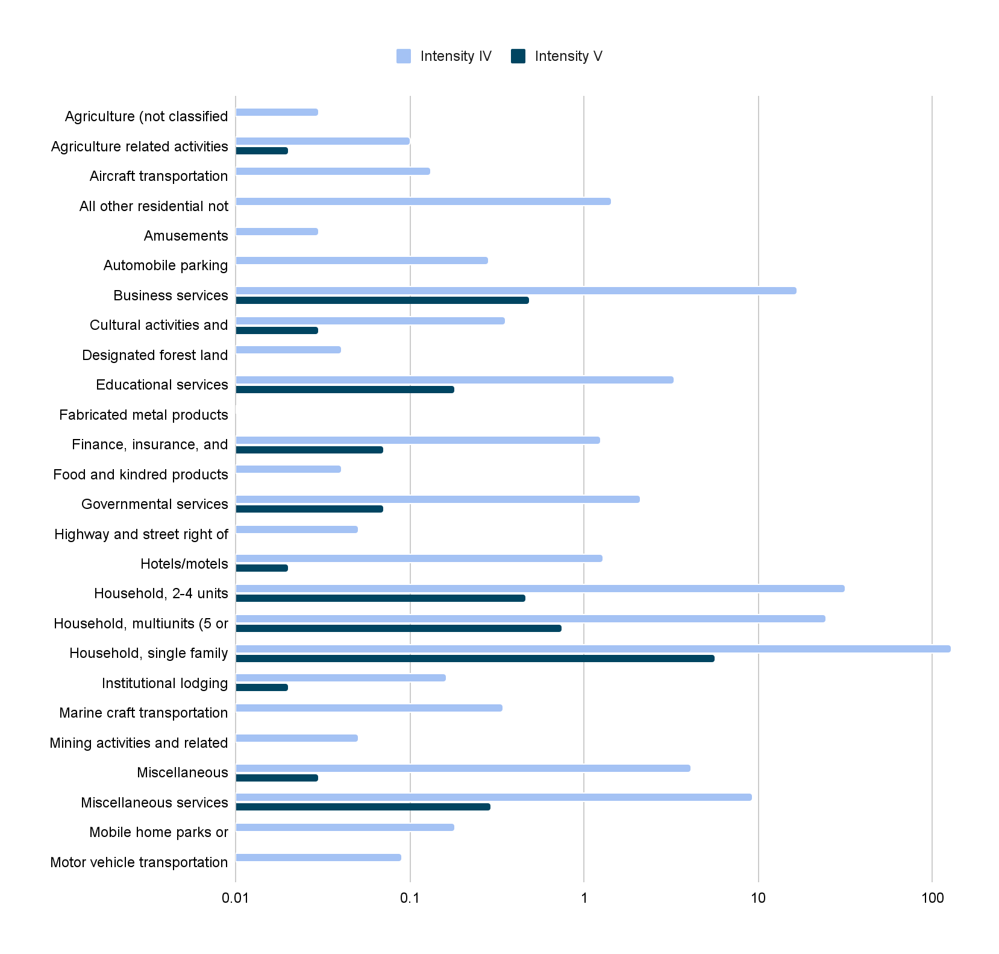 Intensity IV
Intensity V
Agriculture (not classified
Agriculture related activities
Aircraft transportation
All other residential not
Amusements
Automobile parking
Business services
Cultural activities and
Designated forest land
Educational services
Fabricated metal products
Finance, insurance, and
Food and kindred products
Governmental services
Highway and street right of
Hotels/motels
Household, 2-4 units
Household, multiunits (5 or
Household, single family
Institutional lodging
Marine craft transportation
Mining activities and related
Miscellaneous
Miscellaneous services
Mobile home parks or
Motor vehicle transportation
0.01 0.1 1 10 100